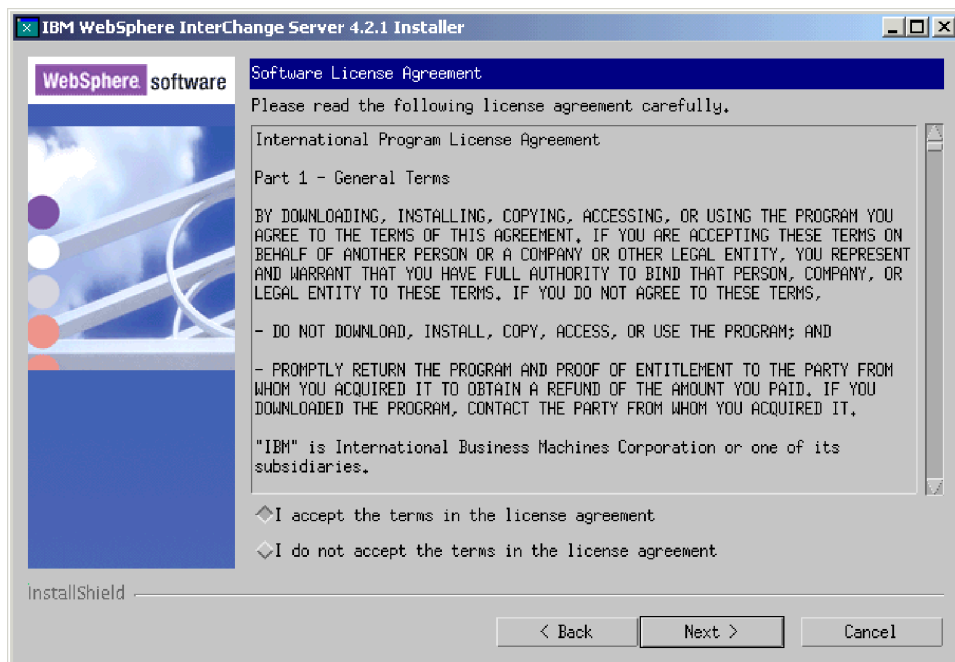 IBM WebSphere InterChange Server 4.2.1 Installer
WebSphere software
Software License Agreement
Please read the following license agreement carefully.
International Program License Agreement
Part 1 - General Terms
BY DOWNLOADING, INSTALLING, COPYING, ACCESSING, OR USING THE PROGRAM YOU
AGREE TO THE TERMS OF THIS AGREEMENT. IF YOU ARE ACCEPTING THESE TERMS ON
BEHALF OF ANOTHER PERSON OR A COMPANY OR OTHER LEGAL ENTITY, YOU REPRESENT
AND WARRANT THAT YOU HAVE FULL AUTHORITY TO BIND THAT PERSON, COMPANY, OR
LEGAL ENTITY TO THESE TERMS. IF YOU DO NOT AGREE TO THESE TERMS,
- DO NOT DOWNLOAD, INSTALL, COPY, ACCESS, OR USE THE PROGRAM; AND
- PROMPTLY RETURN THE PROGRAM AND PROOF OF ENTITLEMENT TO THE PARTY FROM
WHOM YOU ACQUIRED IT TO OBTAIN A REFUND OF THE AMOUNT YOU PAID. IF YOU
DOWNLOADED THE PROGRAM, CONTACT THE PARTY FROM WHOM YOU ACQUIRED IT.
"IBM" is International Business Machines Corporation or one of its
subsidiaries.
I accept the terms in the license agreement
I do not accept the terms in the license agreement
InstallShield
< Back
Next >
Cancel